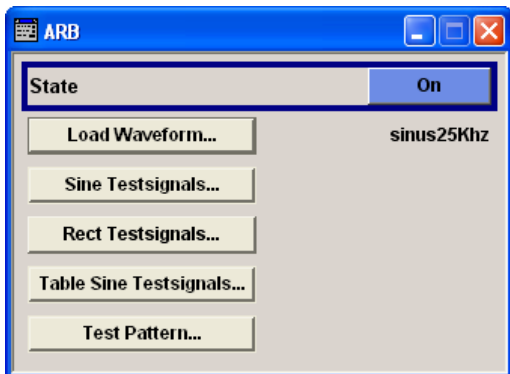 ARB
State On
Load Waveform... sinus25Khz
Sine Testsignals...
Rect Testsignals...
Table Sine Testsignals...
Test Pattern...